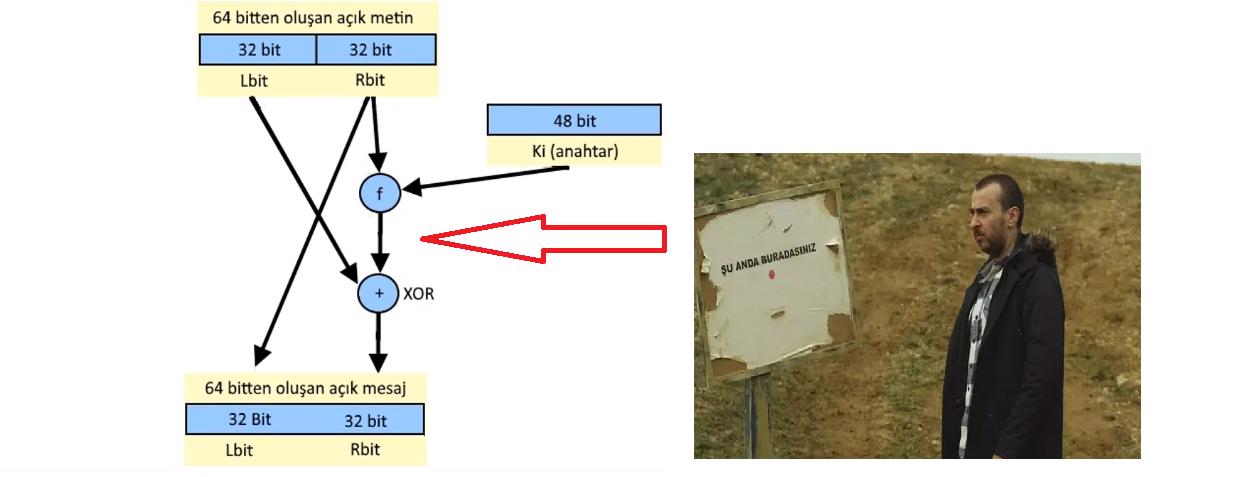 64 bitten oluşan açık metin
32 bit 32 bit
Lbit Rbit
48 bit
Ki (anahtar)
f
+ XOR
64 bitten oluşan açık mesaj
32 Bit 32 bit
Lbit Rbit
ŞU ANDA BURADASINIZ